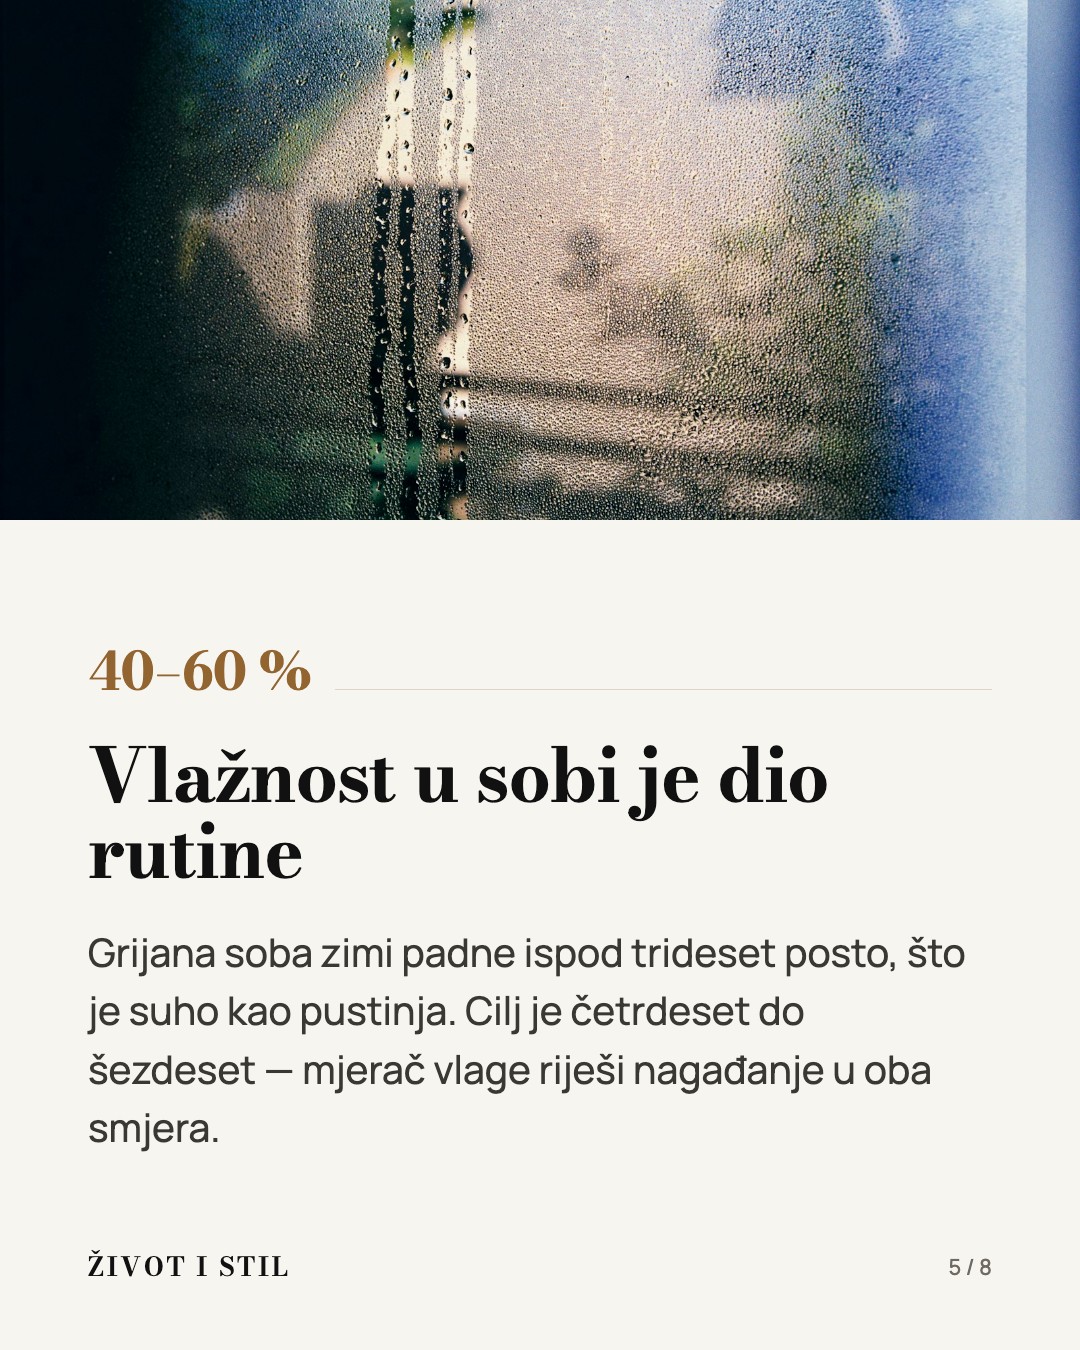 40–60 %
Vlažnost u sobi je dio
rutine
Grijana soba zimi padne ispod trideset posto, što
je suho kao pustinja. Cilj je četrdeset do
šezdeset — mjerač vlage riješi nagađanje u oba
smjera.
ŽIVOT I STIL
5 / 8